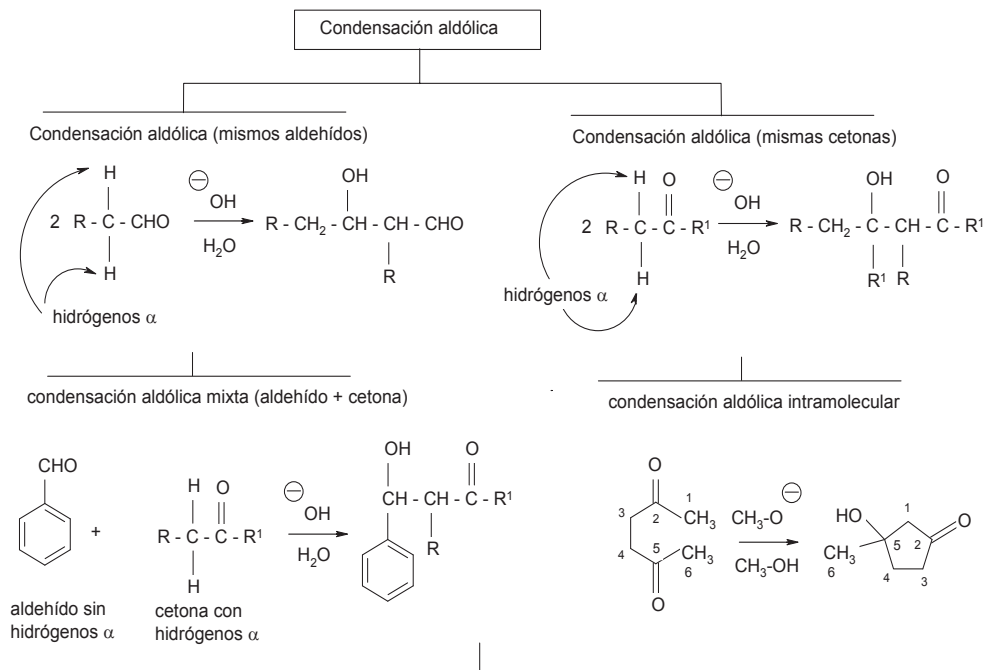 Condensación aldólica
Condensación aldólica (mismos aldehídos)
H
2 R - C - CHO
H
hidrógenos α
⊖
OH
H₂O
OH
R - CH₂ - CH - CH - CHO
R
Condensación aldólica (mismas cetonas)
H O
2 R - C - C - R¹
H
hidrógenos α
⊖
OH
H₂O
OH O
R - CH₂ - C - CH - C - R¹
R¹ R
condensación aldólica mixta (aldehído + cetona)
CHO
+
aldehído sin
hidrógenos α
H O
R - C - C - R¹
H
cetona con
hidrógenos α
⊖
OH
H₂O
OH O
CH - CH - C - R¹
R
condensación aldólica intramolecular
O
1
3 2 CH₃
4 5 CH₃
6
O
⊖
CH₃-O
CH₃-OH
HO 1 O
5 2
CH₃
6 4 3